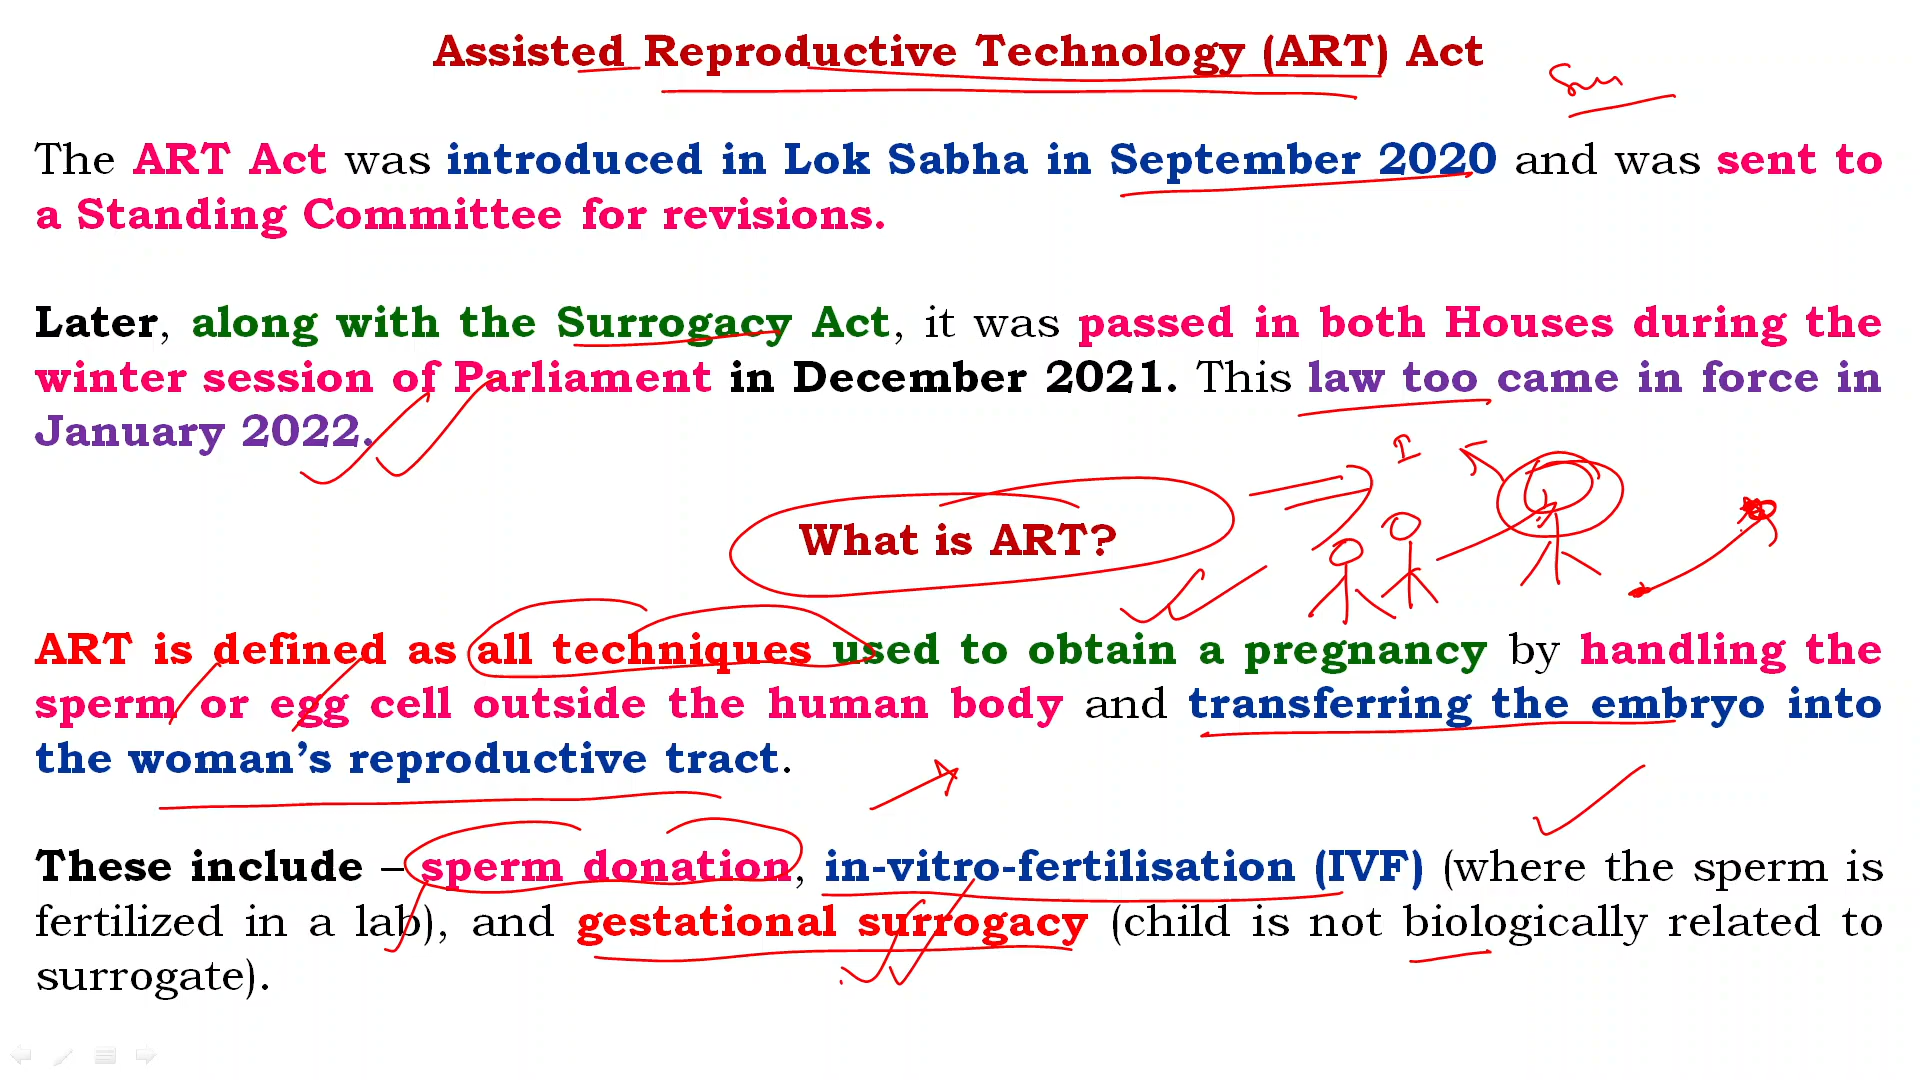 Assisted Reproductive Technology (ART) Act
The ART Act was introduced in Lok Sabha in September 2020 and was sent to
a Standing Committee for revisions.
Later, along with the Surrogacy Act, it was passed in both Houses during the
winter session of Parliament in December 2021. This law too came in force in
January 2022.
What is ART?
ART is defined as all techniques used to obtain a pregnancy by handling the
sperm or egg cell outside the human body and transferring the embryo into
the woman's reproductive tract.
These include – sperm donation, in-vitro-fertilisation (IVF) (where the sperm is
fertilized in a lab), and gestational surrogacy (child is not biologically related to
surrogate).